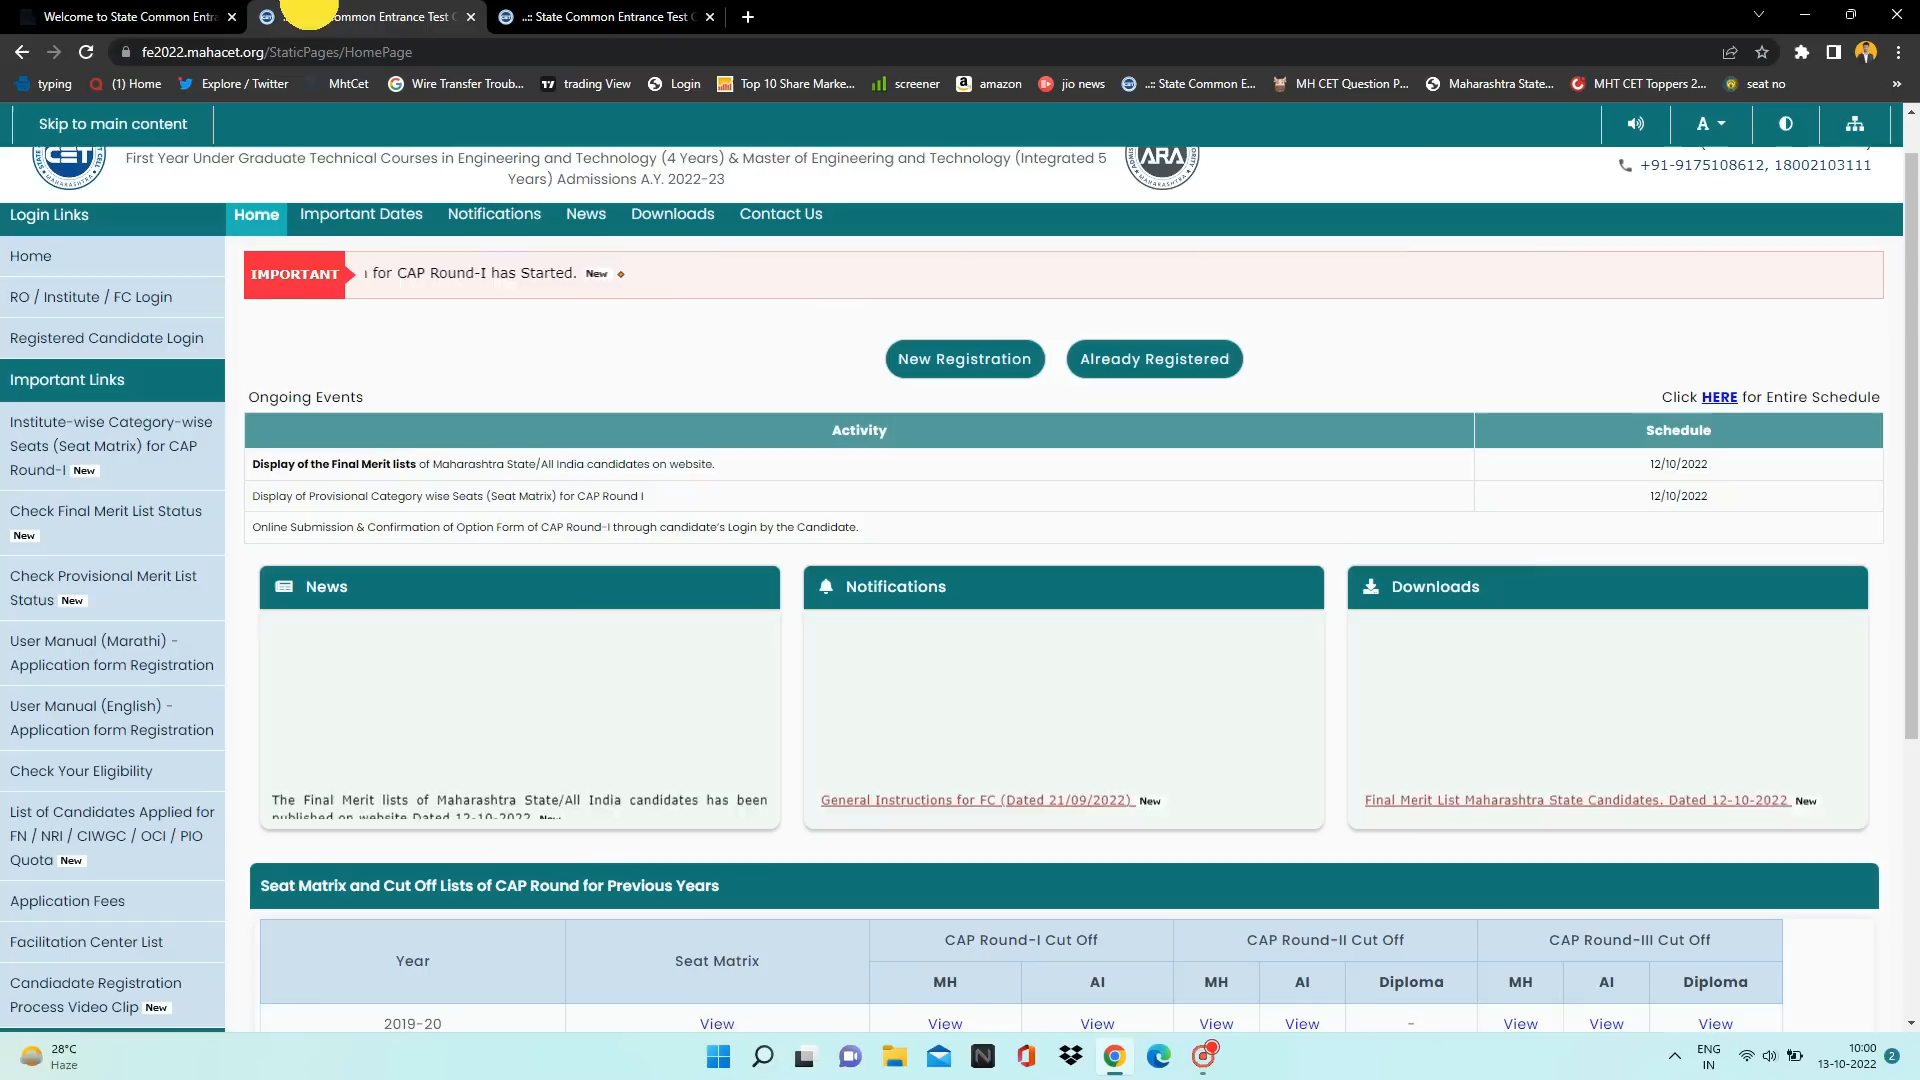 Welcome to State Common Entra
ommon Entrance Test C
..:: State Common Entrance Test C
fe2022.mahacet.org/StaticPages/HomePage
typing
(1) Home
Explore / Twitter
MhtCet
Wire Transfer Troub...
trading View
Login
Top 10 Share Marke...
screener
amazon
jio news
..:: State Common E...
MH CET Question P...
Maharashtra State...
MHT CET Toppers 2...
seat no
Skip to main content
A
CET
First Year Under Graduate Technical Courses in Engineering and Technology (4 Years) & Master of Engineering and Technology (Integrated 5
Years) Admissions A.Y. 2022-23
ARA
+91-9175108612, 18002103111
Login Links
Home
Important Dates
Notifications
News
Downloads
Contact Us
Home
RO / Institute / FC Login
Registered Candidate Login
Important Links
Institute-wise Category-wise
Seats (Seat Matrix) for CAP
Round-I New
Check Final Merit List Status
New
Check Provisional Merit List
Status New
User Manual (Marathi) -
Application form Registration
User Manual (English) -
Application form Registration
Check Your Eligibility
List of Candidates Applied for
FN / NRI / CIWGC / OCI / PIO
Quota New
Application Fees
Facilitation Center List
Candiadate Registration
Process Video Clip New
IMPORTANT
for CAP Round-I has Started. New
New Registration
Already Registered
Ongoing Events
Click HERE for Entire Schedule
Activity
Schedule
Display of the Final Merit lists of Maharashtra State/All India candidates on website.
12/10/2022
Display of Provisional Category wise Seats (Seat Matrix) for CAP Round I
12/10/2022
Online Submission & Confirmation of Option Form of CAP Round-I through candidate's Login by the Candidate.
News
The Final Merit lists of Maharashtra State/All India candidates has been
published on website Dated 12-10-2022 New
Notifications
General Instructions for FC (Dated 21/09/2022) New
Downloads
Final Merit List Maharashtra State Candidates. Dated 12-10-2022 New
Seat Matrix and Cut Off Lists of CAP Round for Previous Years
Year
Seat Matrix
CAP Round-I Cut Off
CAP Round-II Cut Off
CAP Round-III Cut Off
MH
AI
MH
AI
Diploma
MH
AI
Diploma
2019-20
View
View
View
View
View
-
View
View
View
28°C
Haze
ENG
IN
10:00
13-10-2022
2